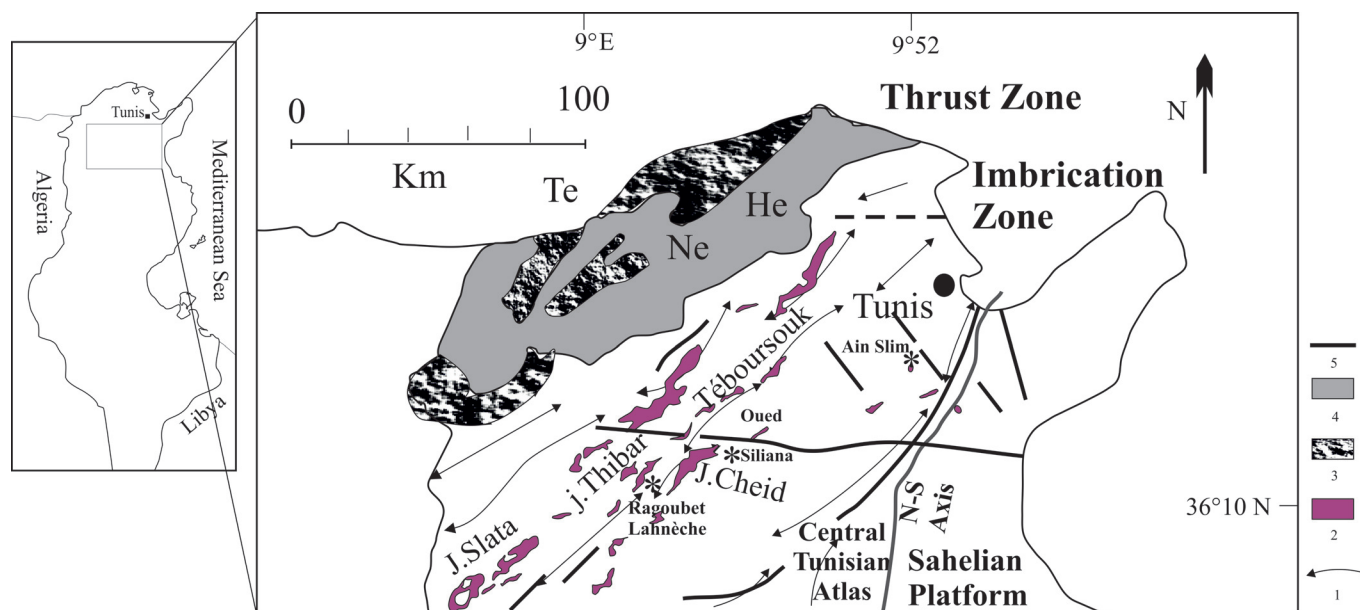 Tunis
Algeria
Mediterranean Sea
Libya
9°E
9°52
0
100
Km
N
Thrust Zone
Imbrication
Zone
Te
He
Ne
Tunis
Ain Slim
Téboursouk
Oued
Siliana
J.Cheid
j.Thibar
Ragoubet
Lahnèche
J.Slata
Central
Tunisian
Atlas
N-S
Axis
Sahelian
Platform
36°10 N
5
4
3
2
1